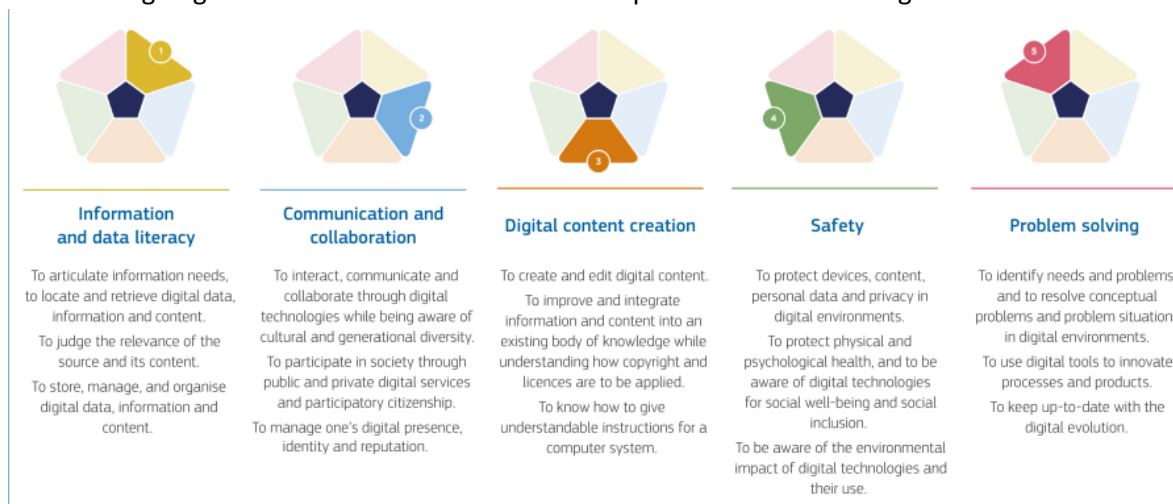 1
2
3
4
5
Information
and data literacy
To articulate information needs,
to locate and retrieve digital data,
information and content.
To judge the relevance of the
source and its content.
To store, manage, and organise
digital data, information and
content.
Communication and
collaboration
To interact, communicate and
collaborate through digital
technologies while being aware of
cultural and generational diversity.
To participate in society through
public and private digital services
and participatory citizenship.
To manage one's digital presence,
identity and reputation.
Digital content creation
To create and edit digital content.
To improve and integrate
information and content into an
existing body of knowledge while
understanding how copyright and
licences are to be applied.
To know how to give
understandable instructions for a
computer system.
Safety
To protect devices, content,
personal data and privacy in
digital environments.
To protect physical and
psychological health, and to be
aware of digital technologies
for social well-being and social
inclusion.
To be aware of the environmental
impact of digital technologies and
their use.
Problem solving
To identify needs and problems
and to resolve conceptual
problems and problem situation
in digital environments.
To use digital tools to innovate
processes and products.
To keep up-to-date with the
digital evolution.